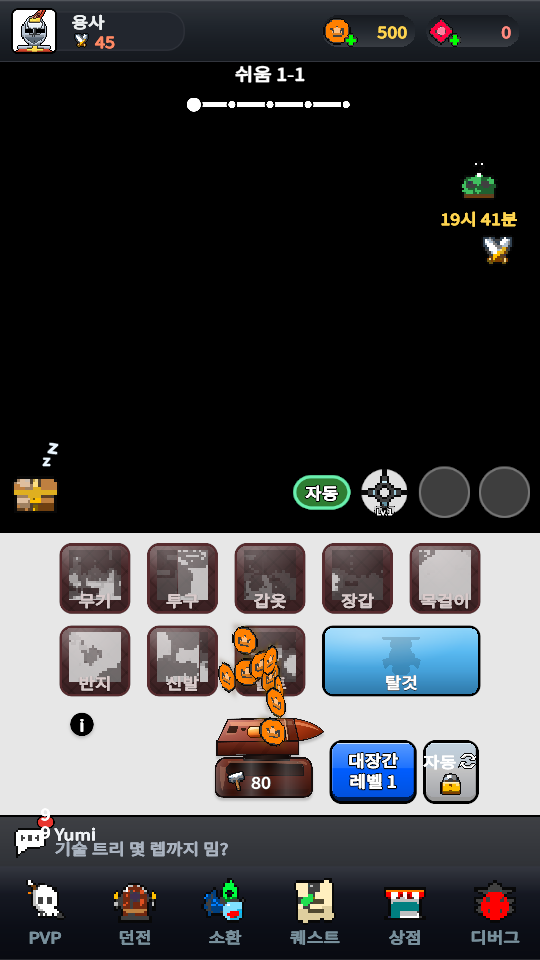 용사
45
500
0
쉬움 1-1
19시 41분
z
z
자동
Lv.1
무기
투구
갑옷
장갑
목걸이
반지
신발
탈것
i
80
대장간
레벨 1
자동
9
9
Yumi
기술 트리 몇 렙까지 밈?
PVP
던전
소환
퀘스트
상점
디버그